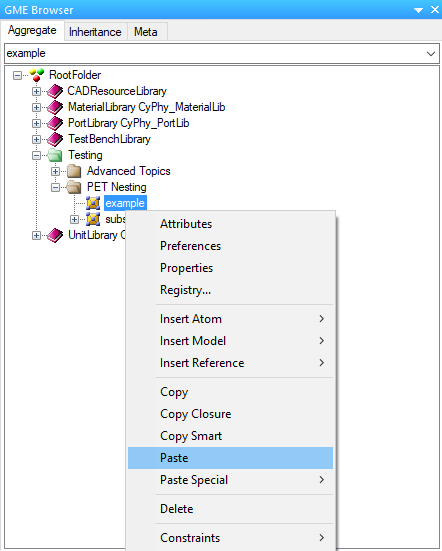 GME Browser
Aggregate Inheritance Meta
example
RootFolder
CADResourceLibrary
MaterialLibrary CyPhy_MaterialLib
PortLibrary CyPhy_PortLib
TestBenchLibrary
Testing
Advanced Topics
PET Nesting
example
subs
UnitLibrary C
Attributes
Preferences
Properties
Registry...
Insert Atom
Insert Model
Insert Reference
Copy
Copy Closure
Copy Smart
Paste
Paste Special
Delete
Constraints